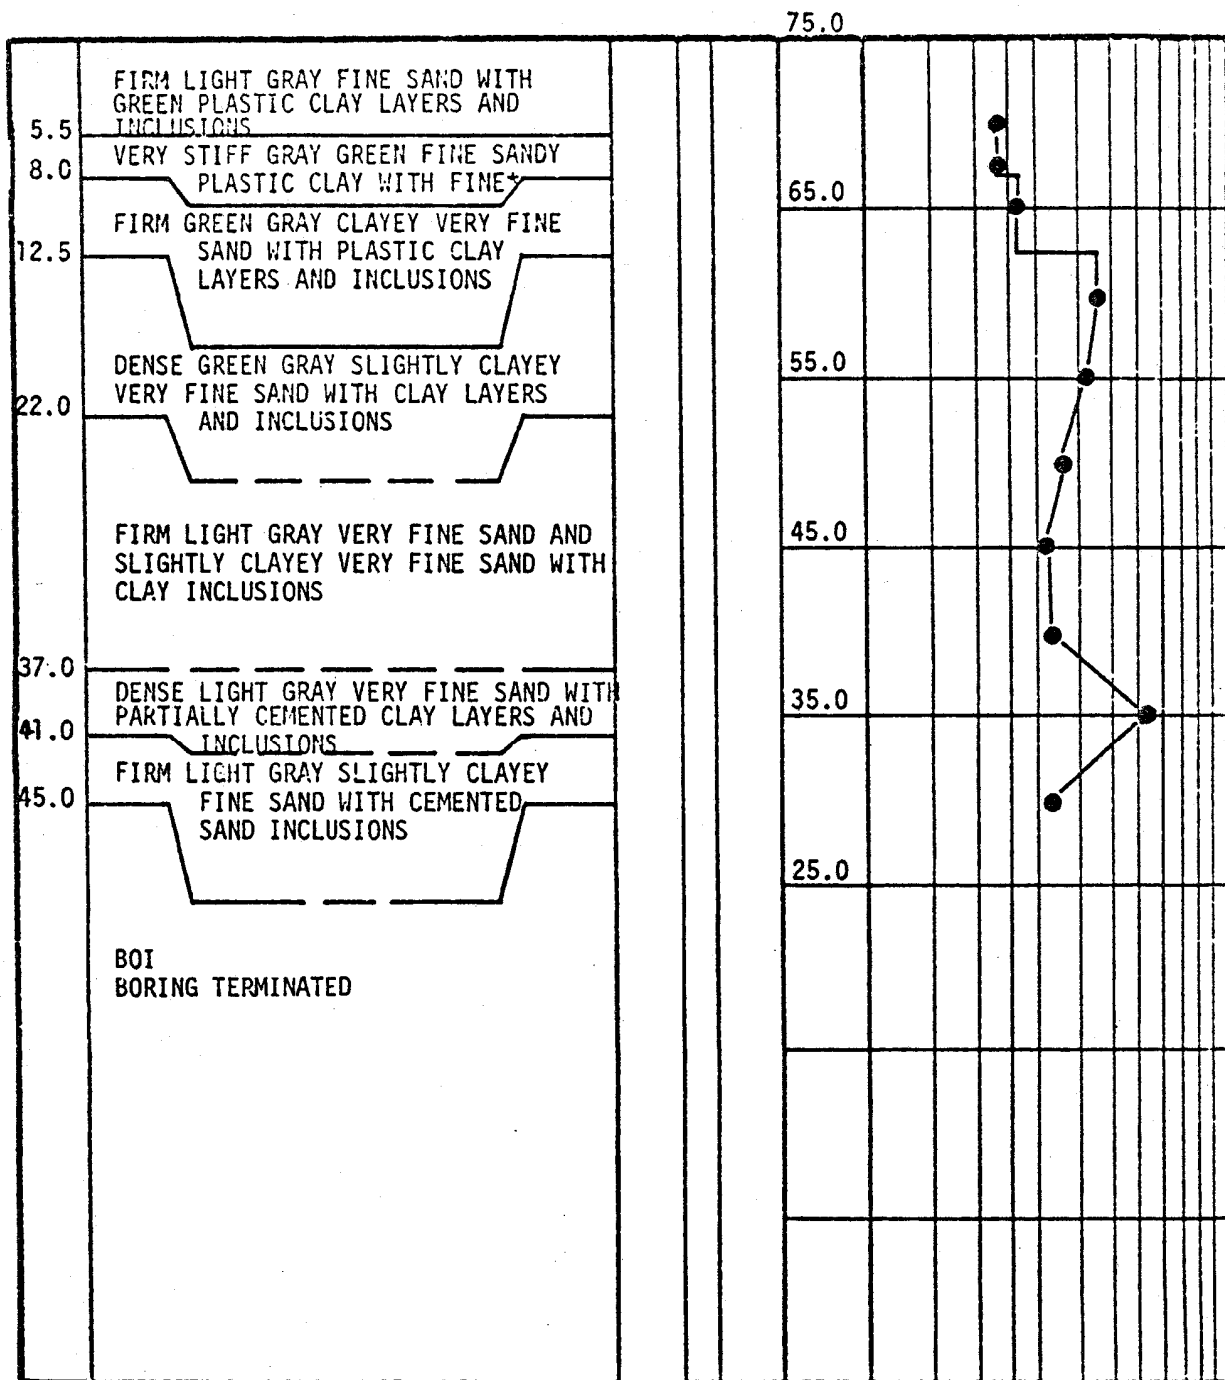 75.0
FIRM LIGHT GRAY FINE SAND WITH
GREEN PLASTIC CLAY LAYERS AND
INCLUSIONS
5.5
VERY STIFF GRAY GREEN FINE SANDY
8.0
PLASTIC CLAY WITH FINE*
65.0
FIRM GREEN GRAY CLAYEY VERY FINE
12.5
SAND WITH PLASTIC CLAY
LAYERS AND INCLUSIONS
55.0
DENSE GREEN GRAY SLIGHTLY CLAYEY
VERY FINE SAND WITH CLAY LAYERS
22.0
AND INCLUSIONS
FIRM LIGHT GRAY VERY FINE SAND AND
45.0
SLIGHTLY CLAYEY VERY FINE SAND WITH
CLAY INCLUSIONS
37.0
DENSE LIGHT GRAY VERY FINE SAND WITH
35.0
PARTIALLY CEMENTED CLAY LAYERS AND
41.0
INCLUSIONS
FIRM LIGHT GRAY SLIGHTLY CLAYEY
45.0
FINE SAND WITH CEMENTED
SAND INCLUSIONS
25.0
BOI
BORING TERMINATED